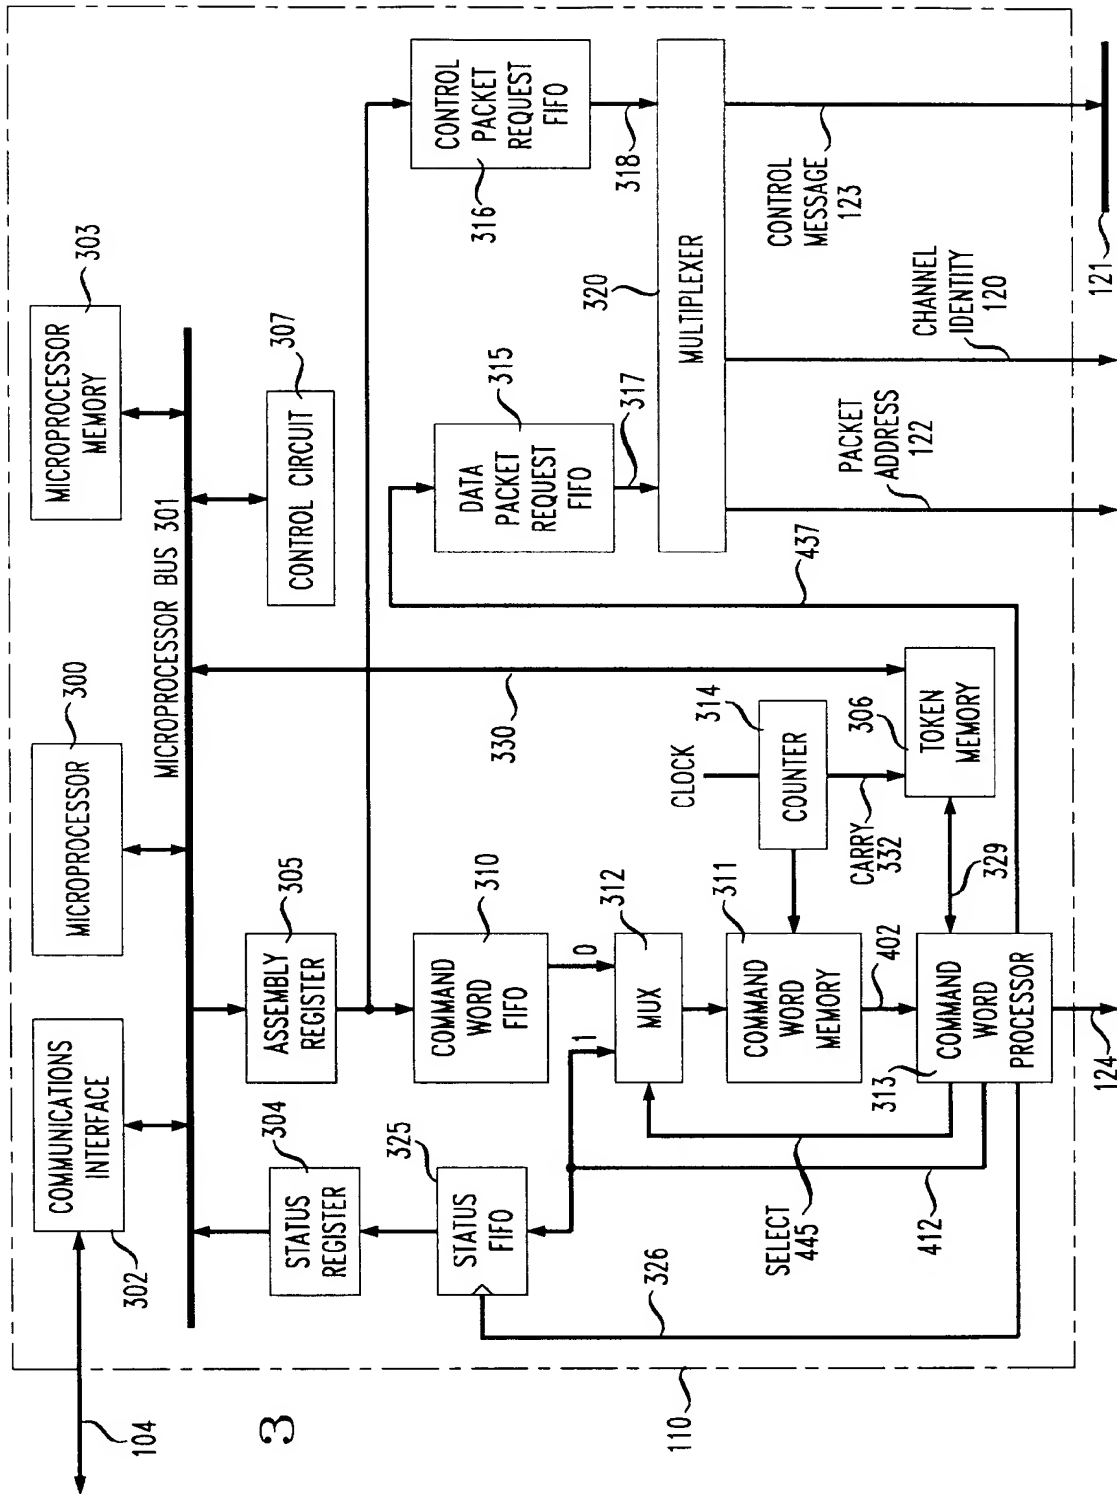 3
104
COMMUNICATIONS
INTERFACE
302
MICROPROCESSOR
300
MICROPROCESSOR
MEMORY
303
MICROPROCESSOR BUS 301
STATUS
REGISTER
304
ASSEMBLY
REGISTER
305
CONTROL CIRCUIT
307
STATUS
FIFO
325
COMMAND
WORD
FIFO
310
DATA
PACKET
REQUEST
FIFO
315
CONTROL
PACKET
REQUEST
FIFO
316
326
1
0
MUX
312
330
317
318
MULTIPLEXER
320
SELECT
445
COMMAND
WORD
MEMORY
311
CLOCK
COUNTER
314
437
412
402
CARRY
332
TOKEN
MEMORY
306
329
COMMAND
WORD
PROCESSOR
313
PACKET
ADDRESS
122
CHANNEL
IDENTITY
120
CONTROL
MESSAGE
123
110
124
121